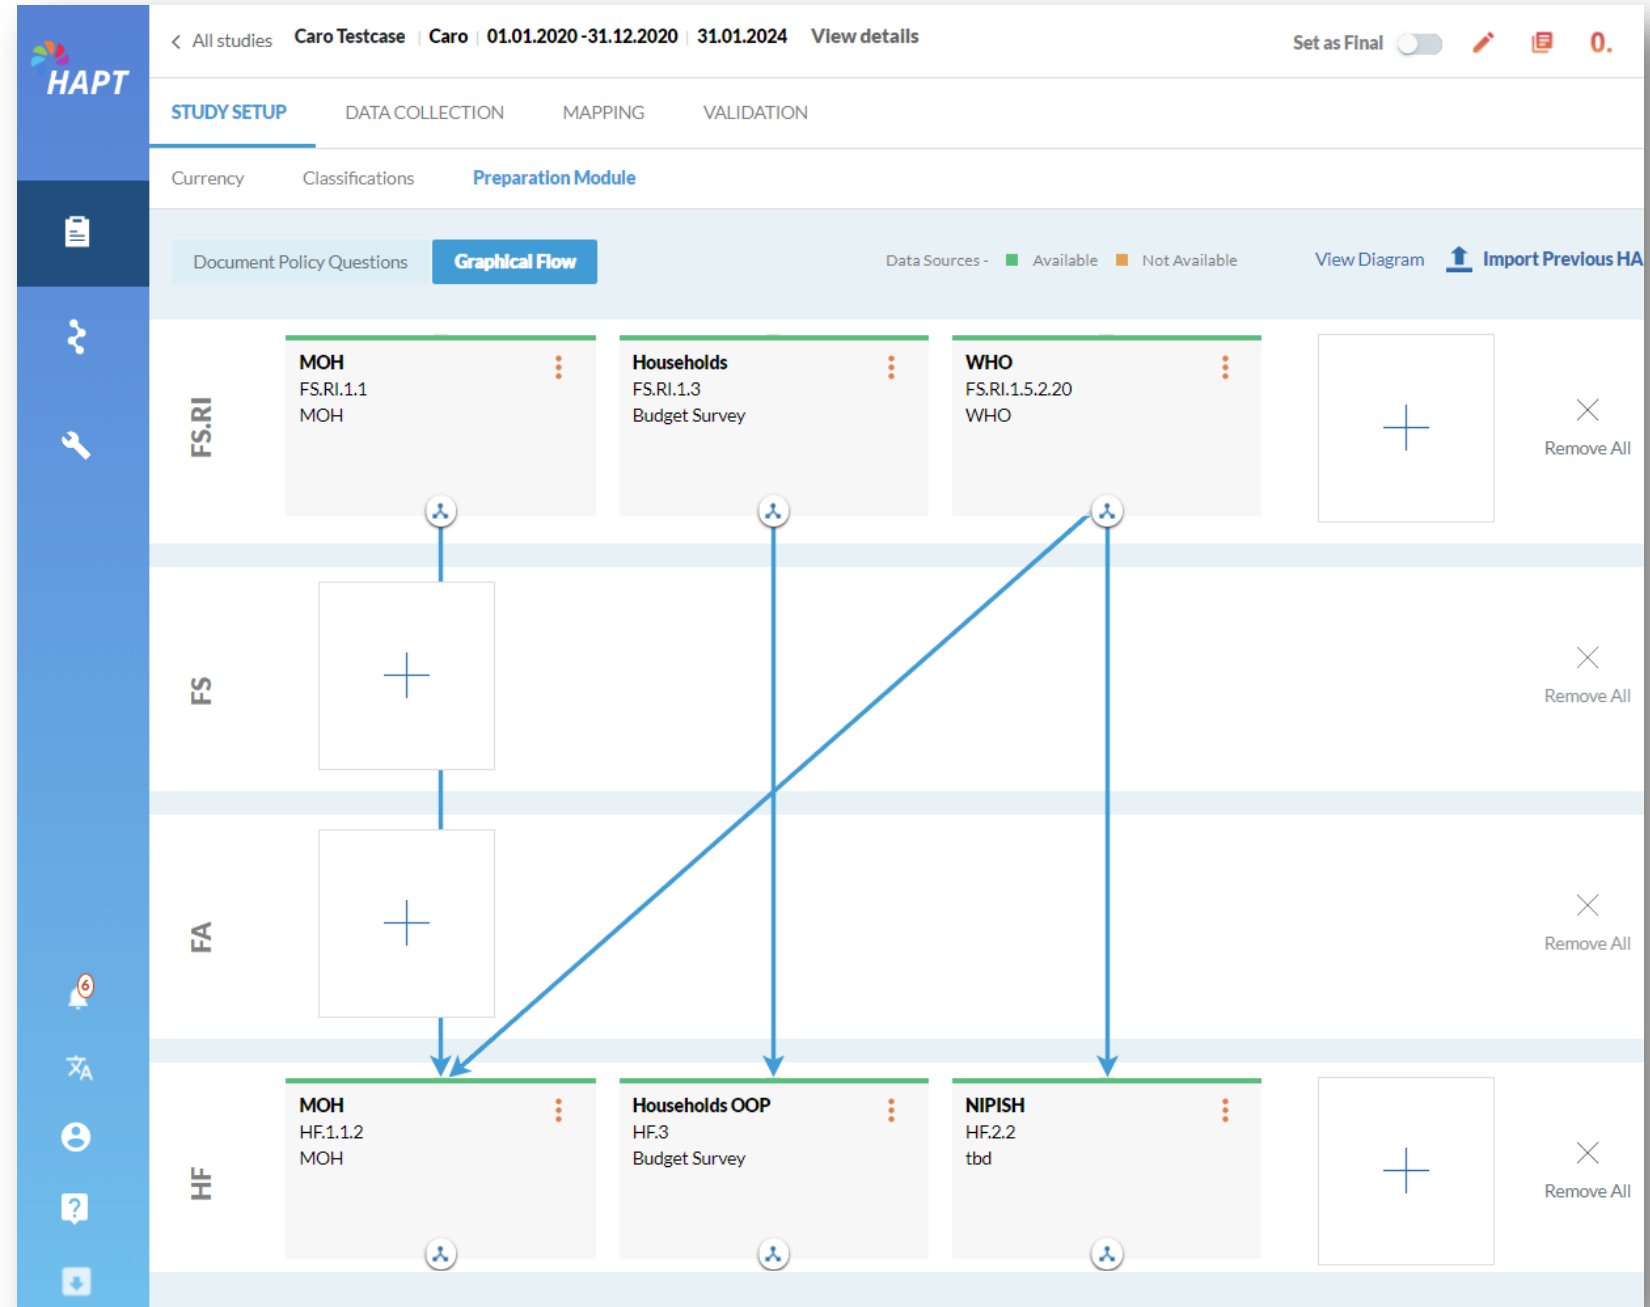 HAPT
All studies Caro Testcase Caro 01.01.2020 -31.12.2020 31.01.2024 View details Set as Final 0.
STUDY SETUP DATA COLLECTION MAPPING VALIDATION
Currency Classifications Preparation Module
Document Policy Questions Graphical Flow Data Sources - Available Not Available View Diagram Import Previous HA
FS.RI
MOH
FS.RI.1.1
MOH
Households
FS.RI.1.3
Budget Survey
WHO
FS.RI.1.5.2.20
WHO
Remove All
FS
Remove All
FA
Remove All
6
HF
MOH
HF.1.1.2
MOH
Households OOP
HF.3
Budget Survey
NIPISH
HF.2.2
tbd
Remove All